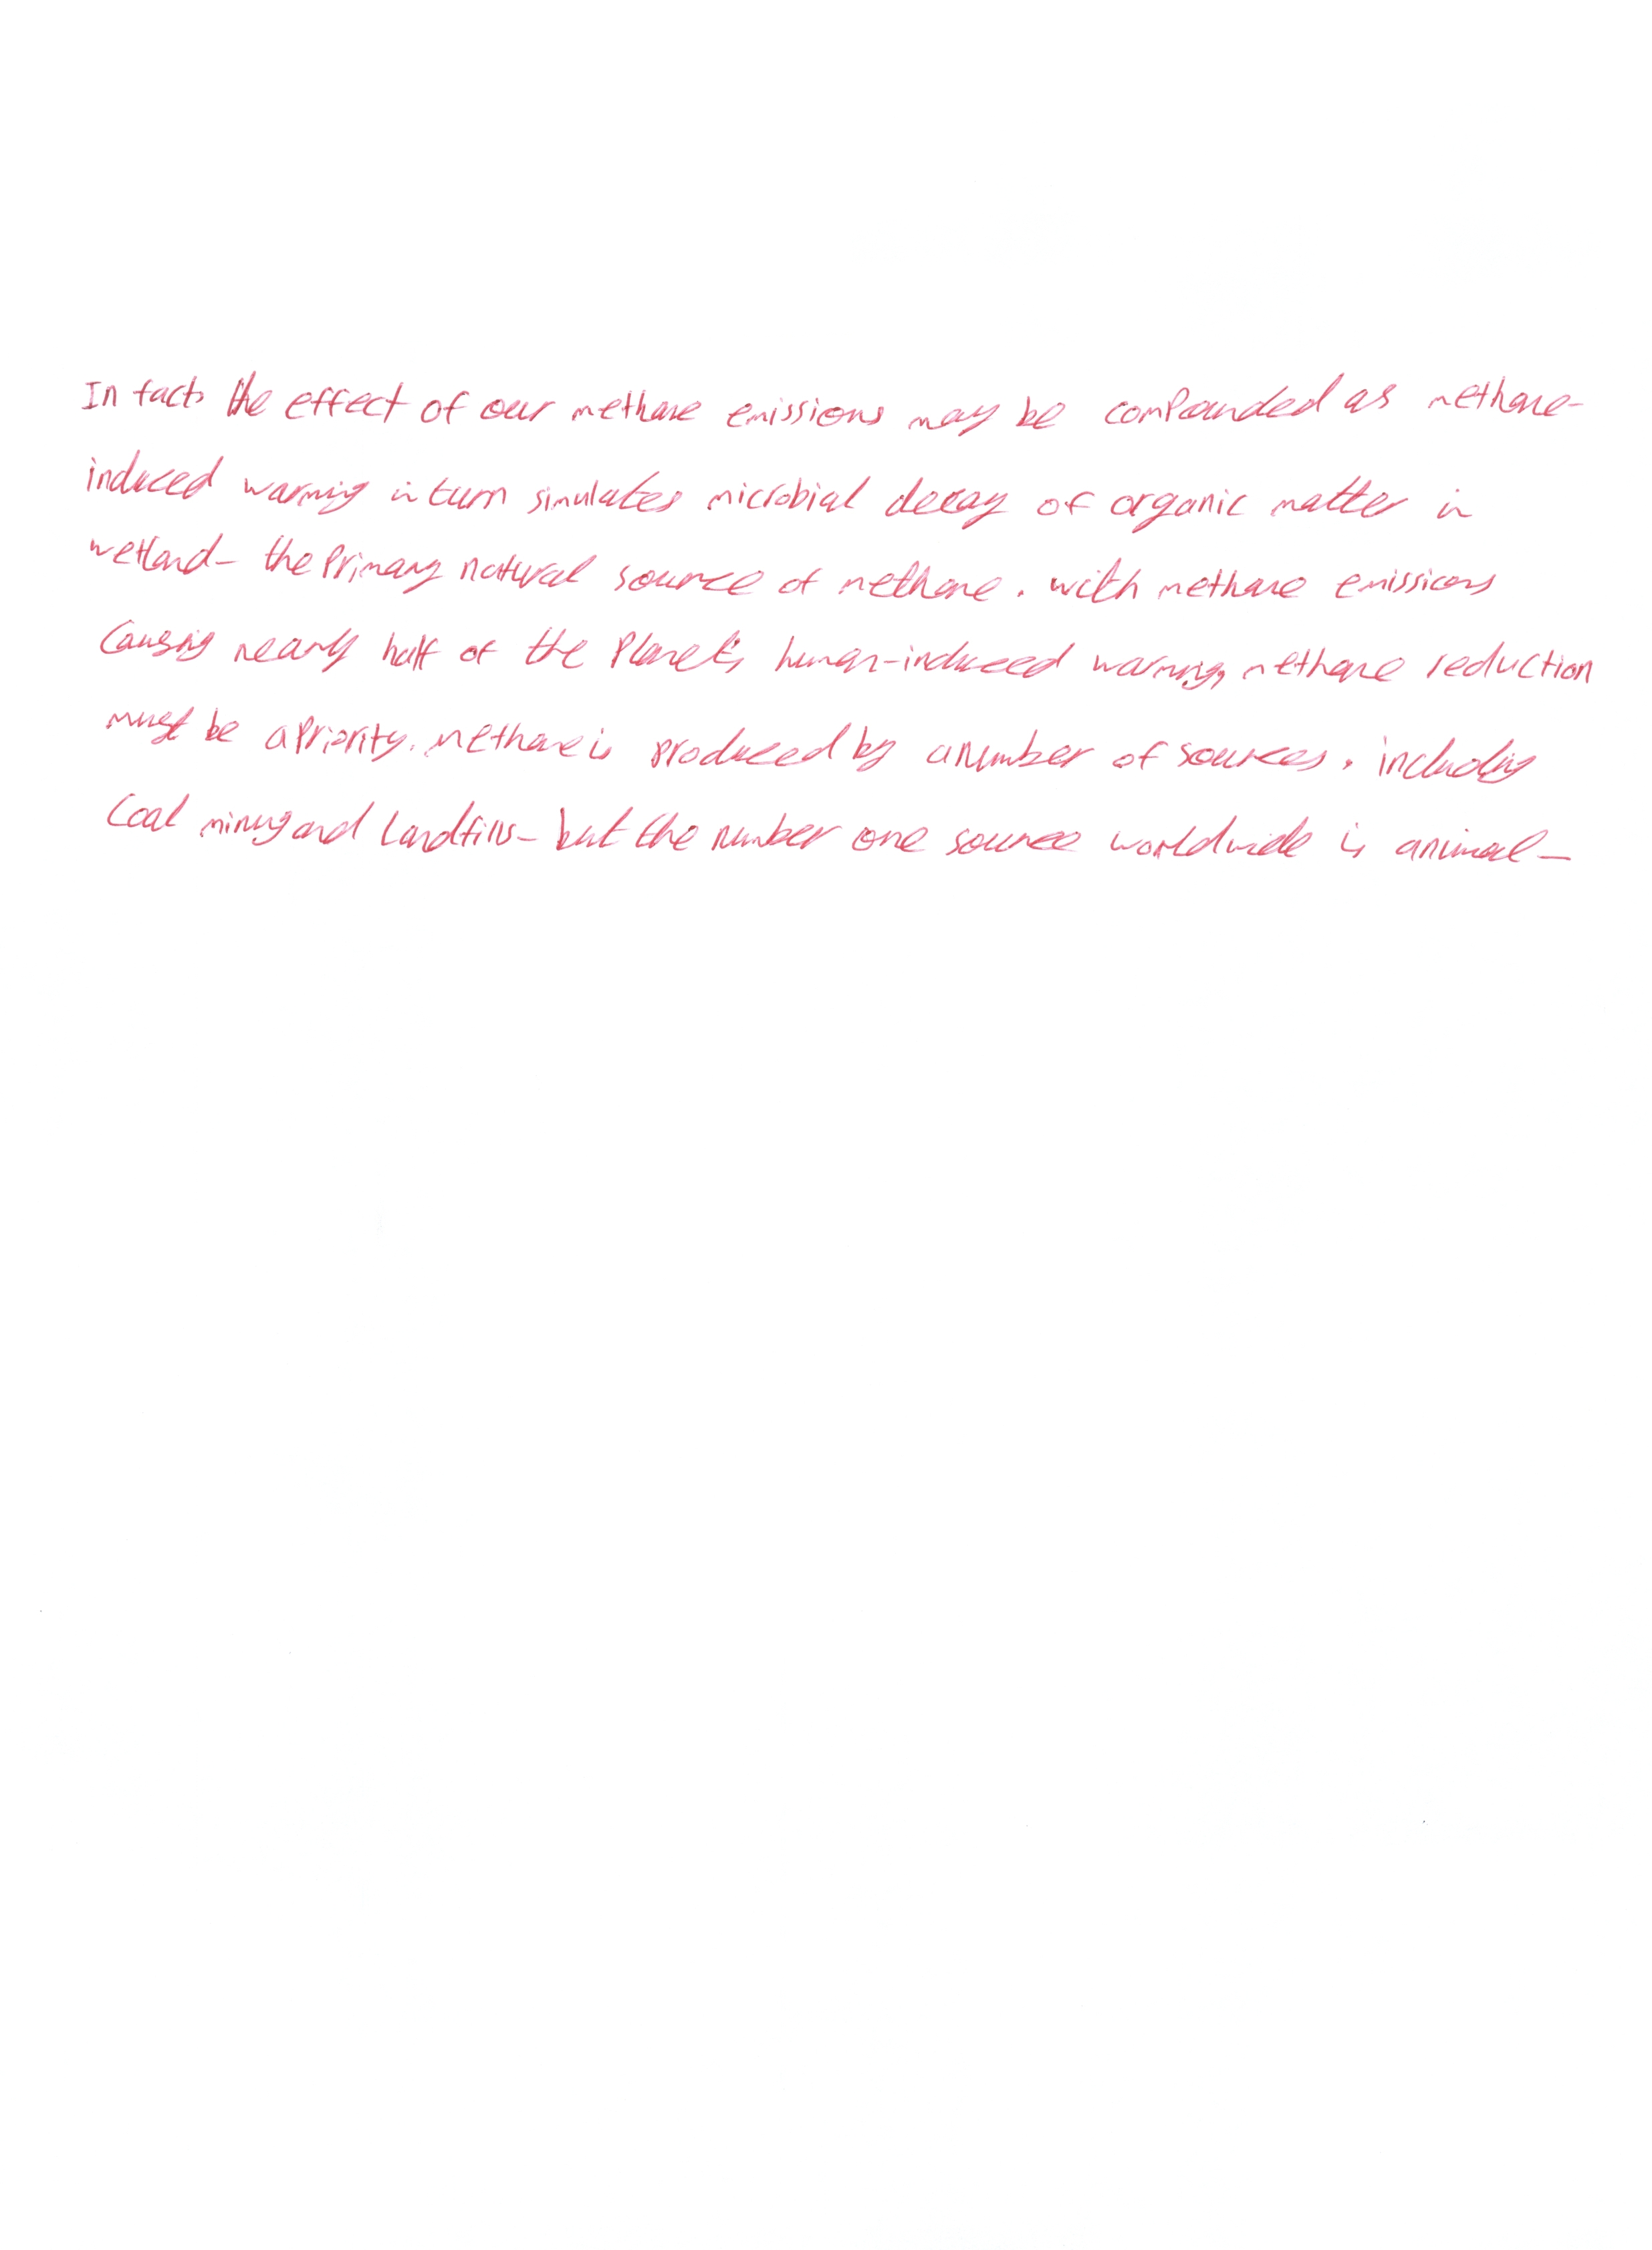 In fact, the effect of our methane emissions may be compounded as methane-
induced warming in turn simulates microbial decay of organic matter in
wetland - the primary natural source of methane. with methane emissions
causing nearly half of the planet's human-induced warming, methane reduction
must be a priority. methane is produced by a number of sources, including
coal mining and landfills - but the number one source worldwide is animal -